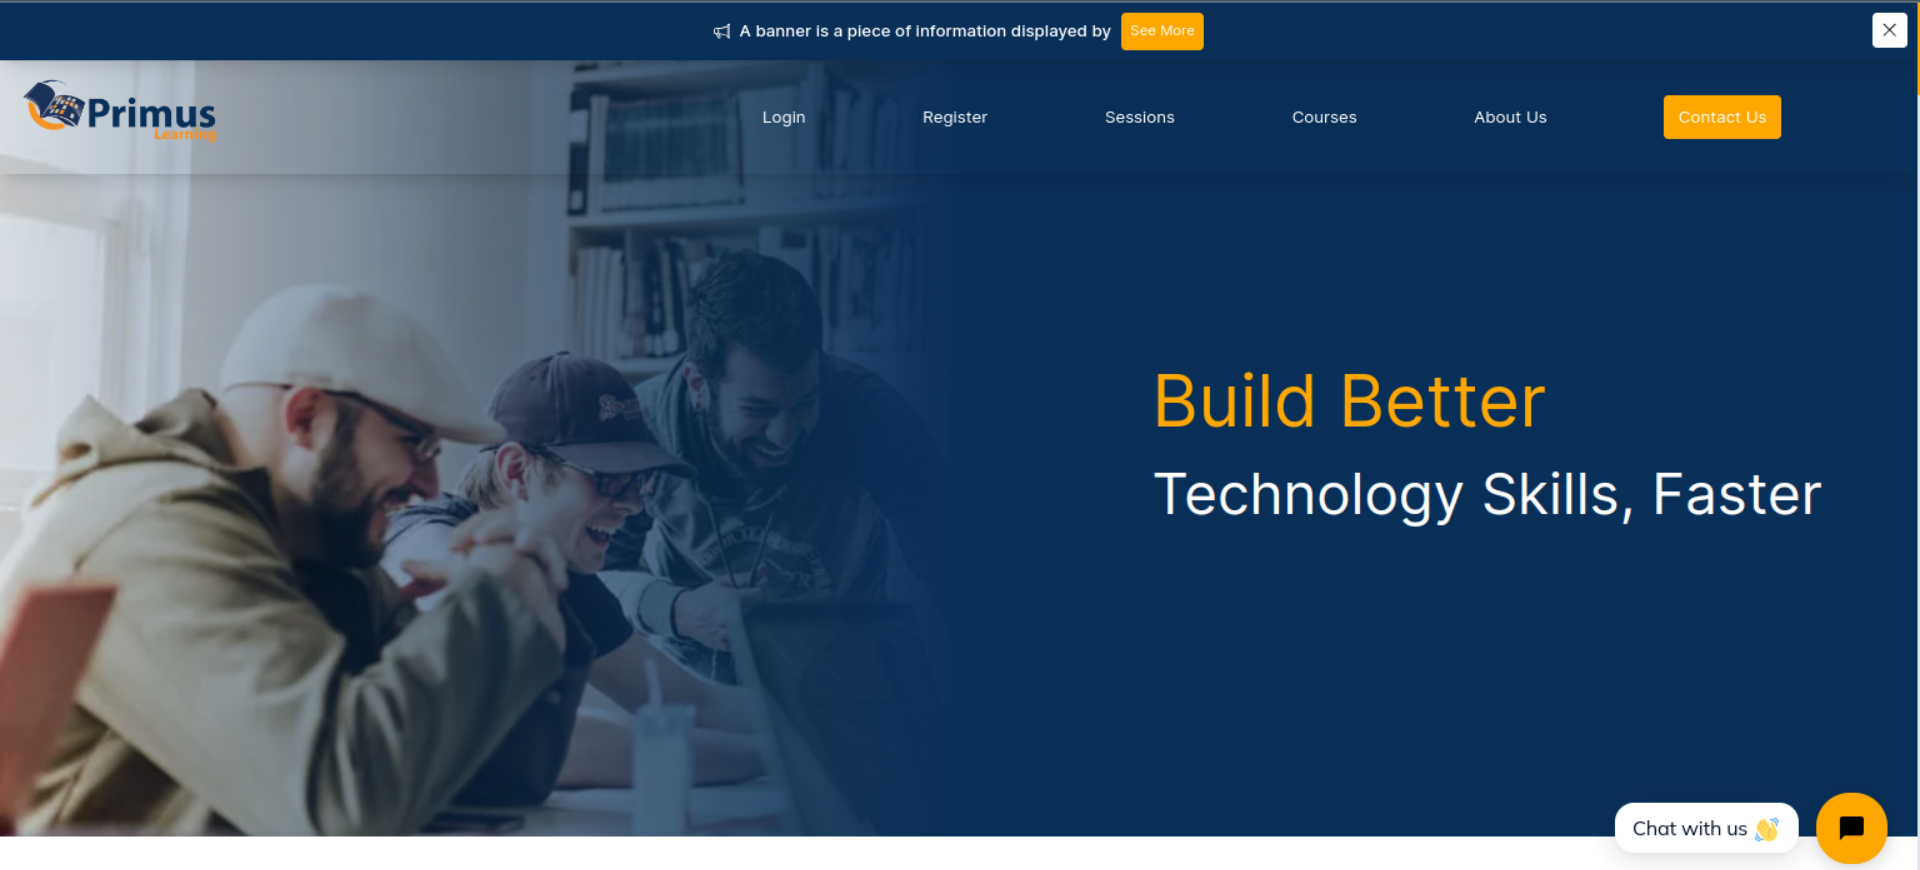 A banner is a piece of information displayed by See More
Primus
Learning
Login Register Sessions Courses About Us Contact Us
Build Better
Technology Skills, Faster
Chat with us 👋